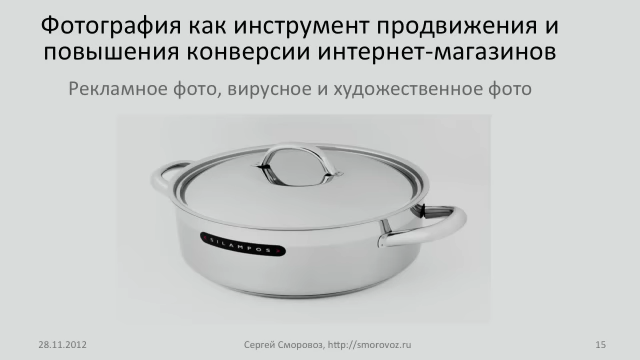 Фотография как инструмент продвижения и
повышения конверсии интернет-магазинов
Рекламное фото, вирусное и художественное фото
SILAMPOS
28.11.2012
Сергей Сморовоз, http://smorovoz.ru
15